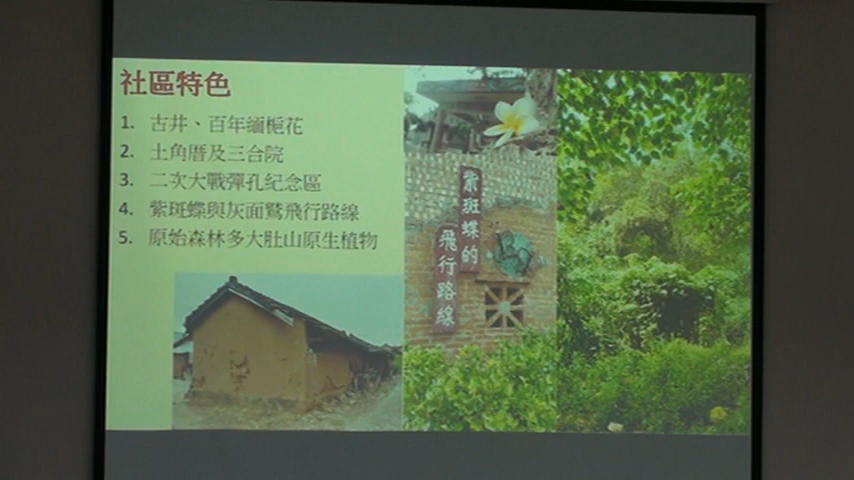 社區特色
1. 古井、百年緬梔花
2. 土角厝及三合院
3. 二次大戰彈孔纪念區
4. 紫斑蝶與灰面鵟飛行路線
5. 原始森林多大肚山原生植物
紫斑蝶的
飛行路線